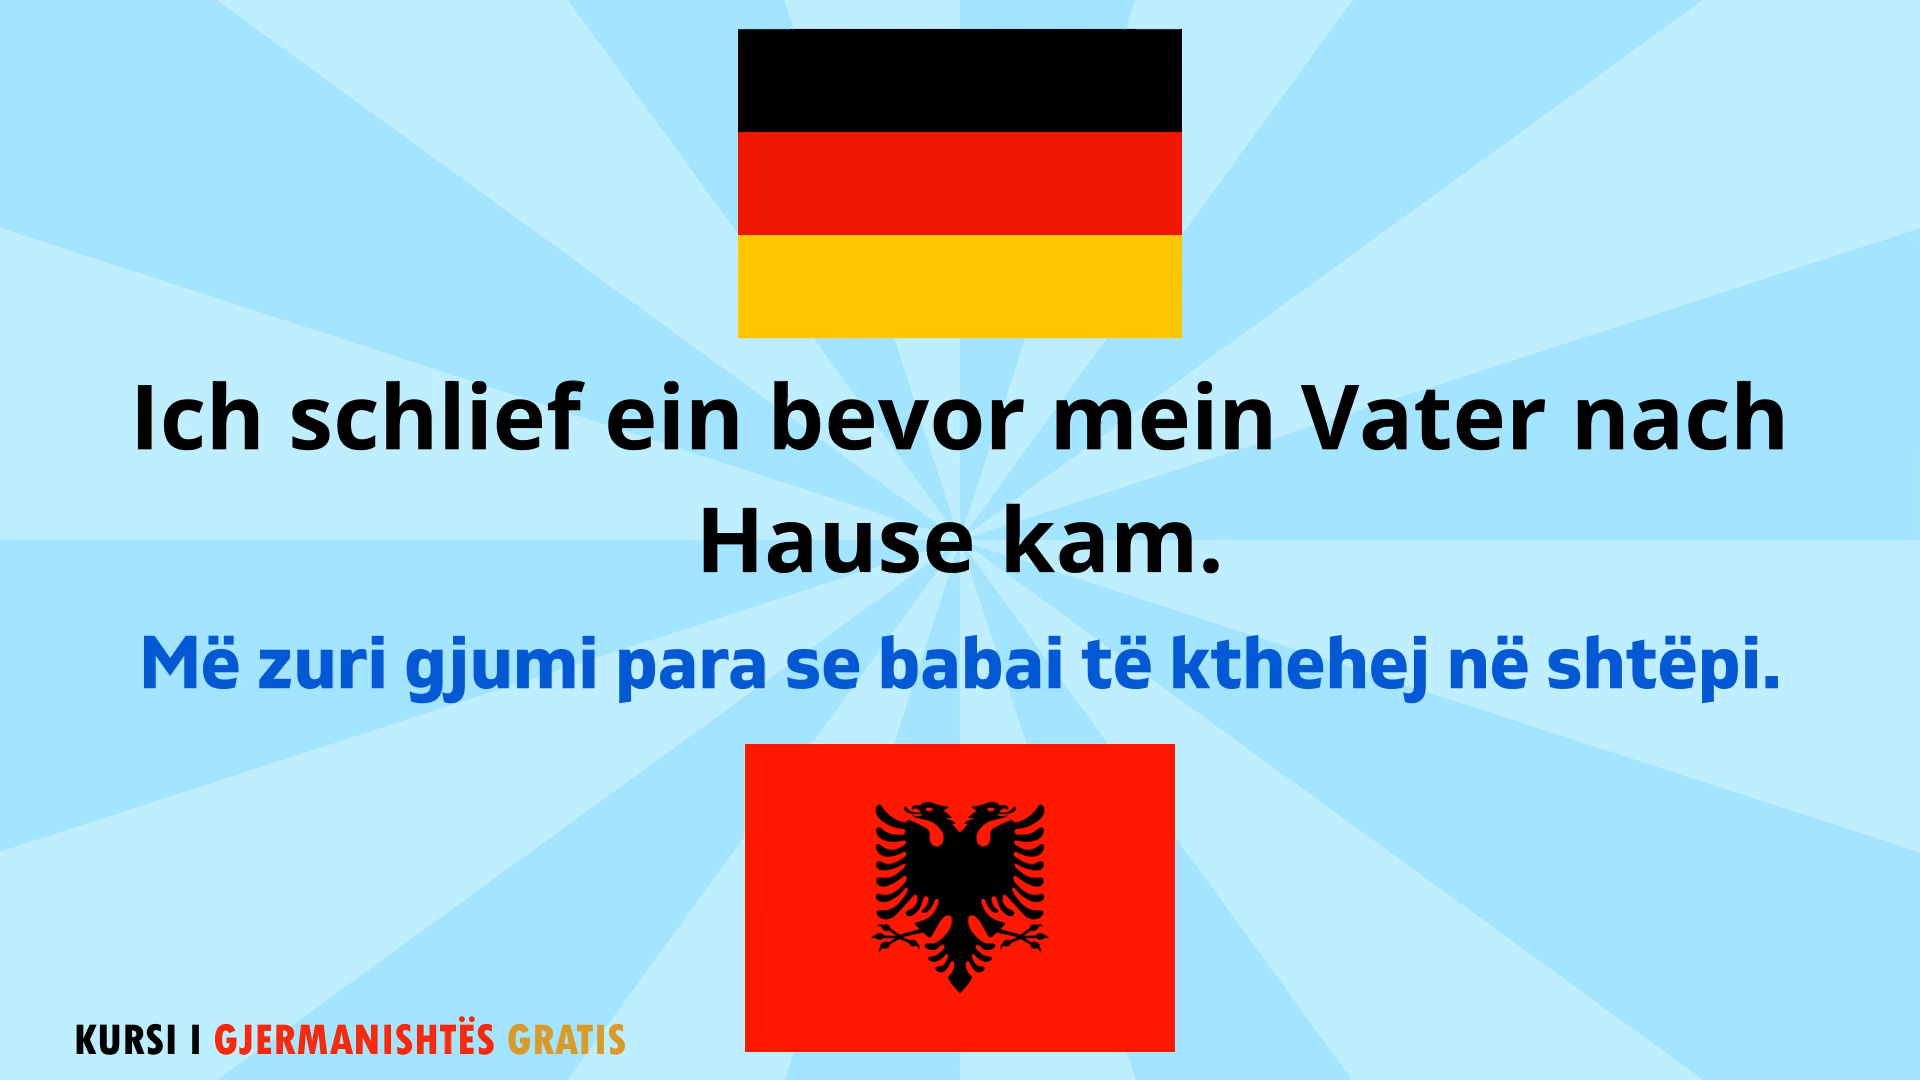 Ich schlief ein bevor mein Vater nach
Hause kam.
Më zuri gjumi para se babai të kthehej në shtëpi.
KURSI I GJERMANISHTËS GRATIS